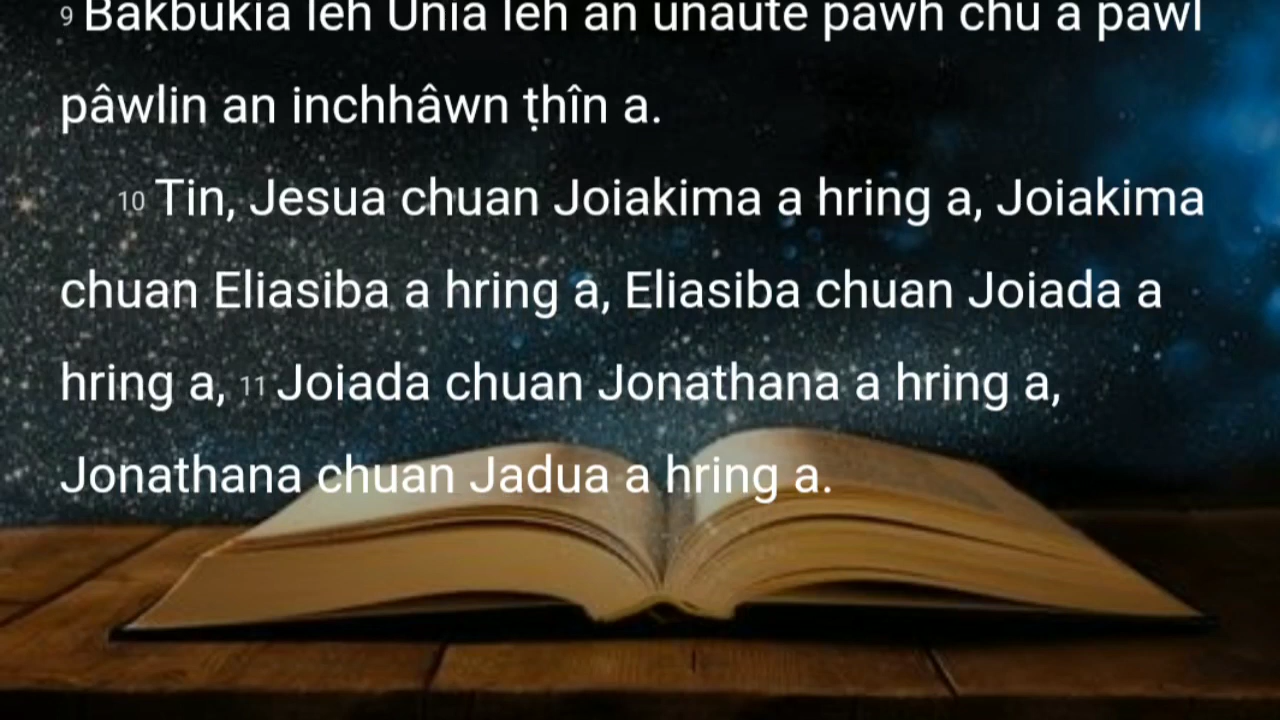 9 Bakbukia leh Unia leh an unaute pawh chu a pawl
pâwlin an inchhâwn ṭhîn a.
10 Tin, Jesua chuan Joiakima a hring a, Joiakima
chuan Eliasiba a hring a, Eliasiba chuan Joiada a
hring a, 11 Joiada chuan Jonathana a hring a,
Jonathana chuan Jadua a hring a.